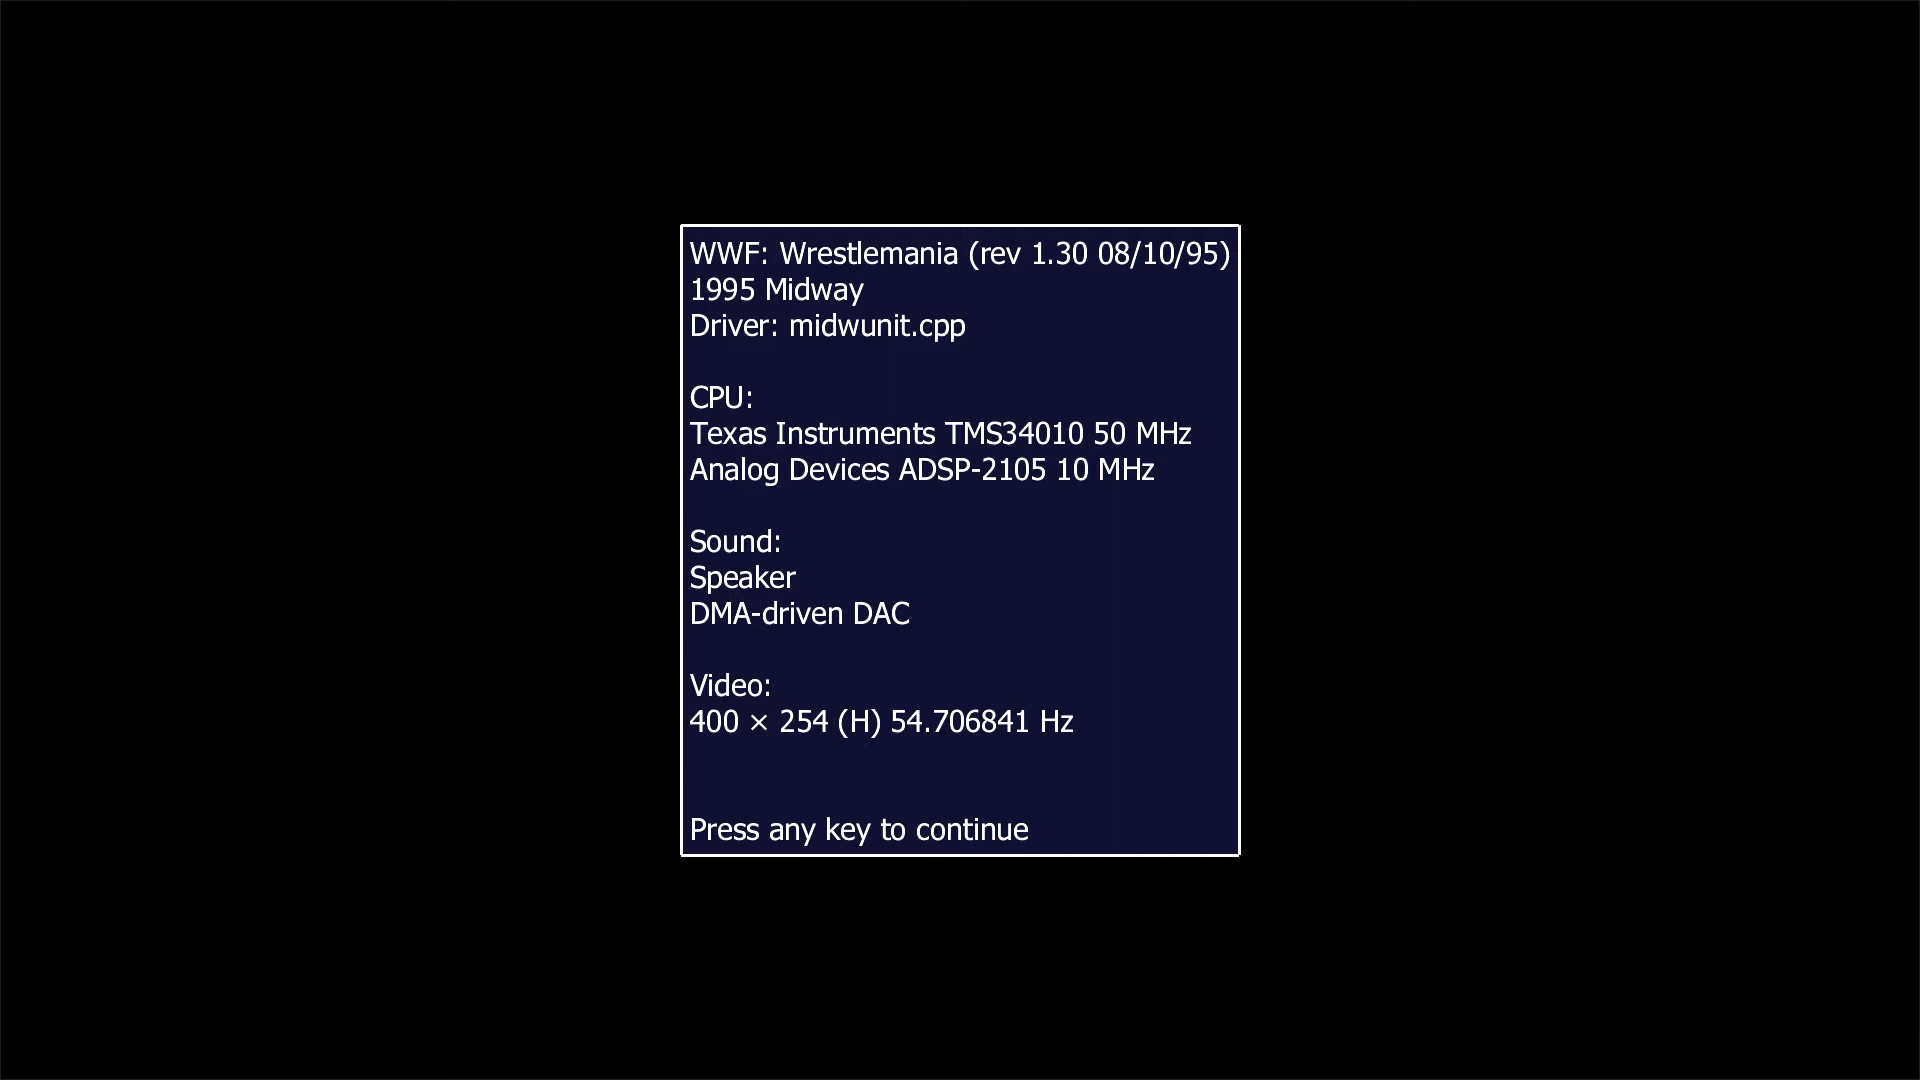 WWF: Wrestlemania (rev 1.30 08/10/95)
1995 Midway
Driver: midwunit.cpp
CPU:
Texas Instruments TMS34010 50 MHz
Analog Devices ADSP-2105 10 MHz
Sound:
Speaker
DMA-driven DAC
Video:
400 × 254 (H) 54.706841 Hz
Press any key to continue